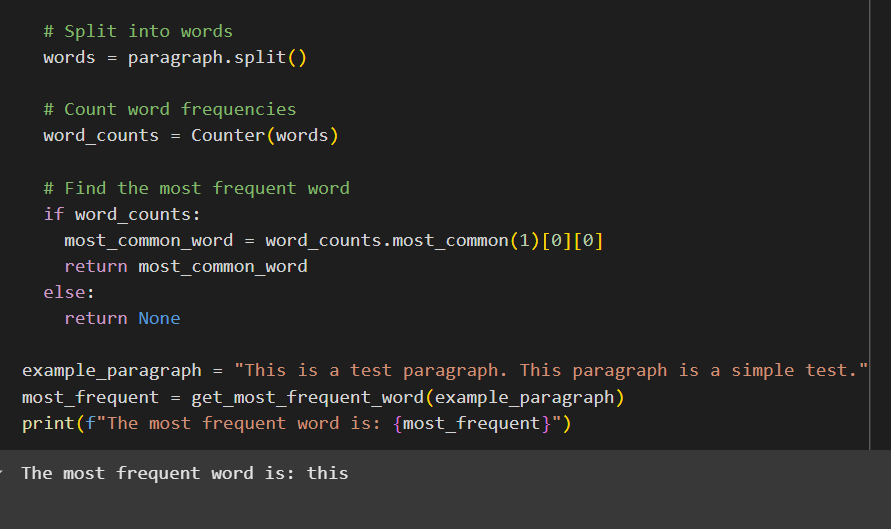 # Split into words
words = paragraph.split()
# Count word frequencies
word_counts = Counter(words)
# Find the most frequent word
if word_counts:
most_common_word = word_counts.most_common(1)[0][0]
return most_common_word
else:
return None
example_paragraph = "This is a test paragraph. This paragraph is a simple test."
most_frequent = get_most_frequent_word(example_paragraph)
print(f"The most frequent word is: {most_frequent}")
The most frequent word is: this